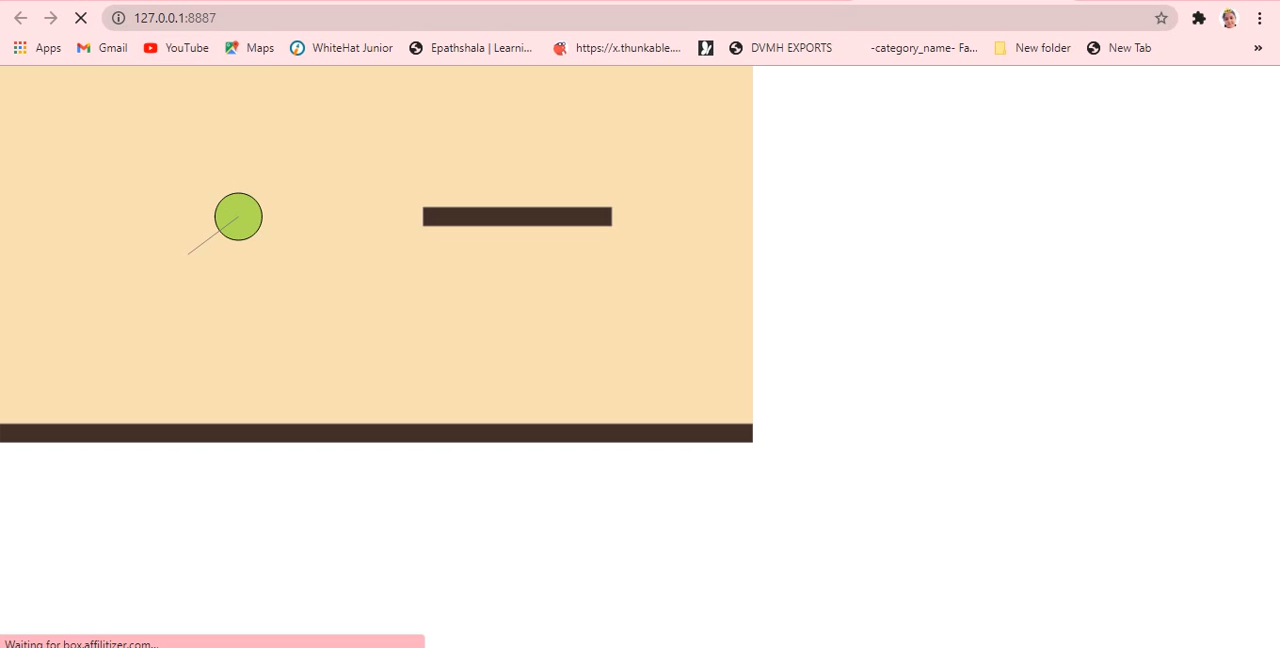 127.0.0.1:8887
Apps Gmail YouTube Maps WhiteHat Junior Epathshala | Learni... https://x.thunkable.... DVMH EXPORTS -category_name- Fa... New folder New Tab »
Waiting for box.affilitizer.com...